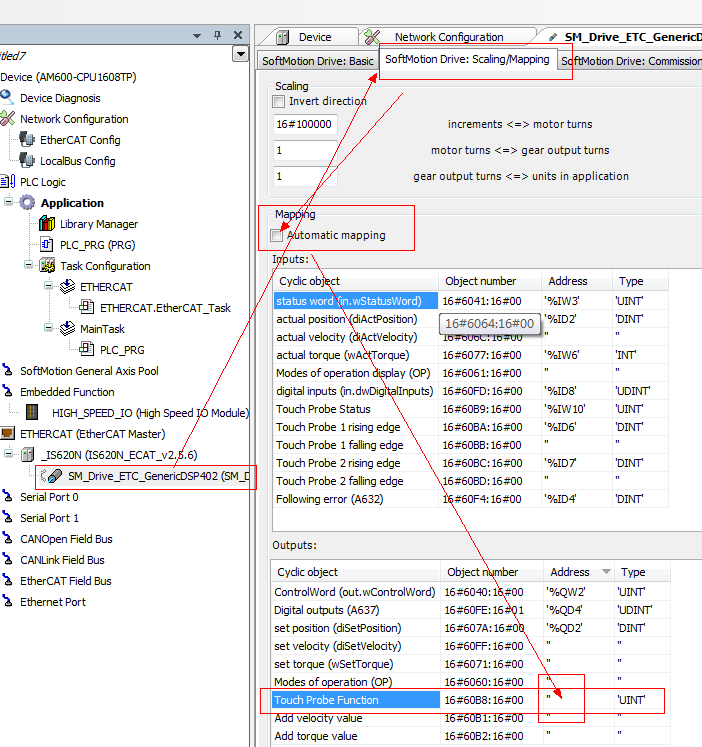 itled7
Device (AM600-CPU1608TP)
Device Diagnosis
Network Configuration
EtherCAT Config
LocalBus Config
PLC Logic
Application
Library Manager
PLC_PRG (PRG)
Task Configuration
ETHERCAT
ETHERCAT.EtherCAT_Task
MainTask
PLC_PRG
SoftMotion General Axis Pool
Embedded Function
HIGH_SPEED_IO (High Speed IO Module)
ETHERCAT (EtherCAT Master)
_IS620N (IS620N_ECAT_v2.5.6)
SM_Drive_ETC_GenericDSP402 (SM_D
Serial Port 0
Serial Port 1
CANOpen Field Bus
CANLink Field Bus
EtherCAT Field Bus
Ethernet Port
Device Network Configuration SM_Drive_ETC_GenericD
SoftMotion Drive: Basic SoftMotion Drive: Scaling/Mapping SoftMotion Drive: Commission
Scaling
Invert direction
16#100000 increments <=> motor turns
1 motor turns <=> gear output turns
1 gear output turns <=> units in application
Mapping
Automatic mapping
Inputs:
Cyclic object Object number Address Type
status word (in.wStatusWord) 16#6041:16#00 '%IW3' 'UINT'
16#6064:16#00
actual position (diActPosition) '%ID2' 'DINT'
actual velocity (diActVelocity) 16#606C:16#00 '' ''
actual torque (wActTorque) 16#6077:16#00 '%IW6' 'INT'
Modes of operation display (OP) 16#6061:16#00 '' ''
digital inputs (in.dwDigitalInputs) 16#60FD:16#00 '%ID8' 'UDINT'
Touch Probe Status 16#60B9:16#00 '%IW10' 'UINT'
Touch Probe 1 rising edge 16#60BA:16#00 '%ID6' 'DINT'
Touch Probe 1 falling edge 16#60BB:16#00 '' ''
Touch Probe 2 rising edge 16#60BC:16#00 '%ID7' 'DINT'
Touch Probe 2 falling edge 16#60BD:16#00 '' ''
Following error (A632) 16#60F4:16#00 '%ID4' 'DINT'
Outputs:
Cyclic object Object number Address Type
ControlWord (out.wControlWord) 16#6040:16#00 '%QW2' 'UINT'
Digital outputs (A637) 16#60FE:16#01 '%QD4' 'UDINT'
set position (diSetPosition) 16#607A:16#00 '%QD2' 'DINT'
set velocity (diSetVelocity) 16#60FF:16#00 '' ''
set torque (wSetTorque) 16#6071:16#00 '' ''
Modes of operation (OP) 16#6060:16#00 '' ''
Touch Probe Function 16#60B8:16#00 '' 'UINT'
Add velocity value 16#60B1:16#00 '' ''
Add torque value 16#60B2:16#00 '' ''